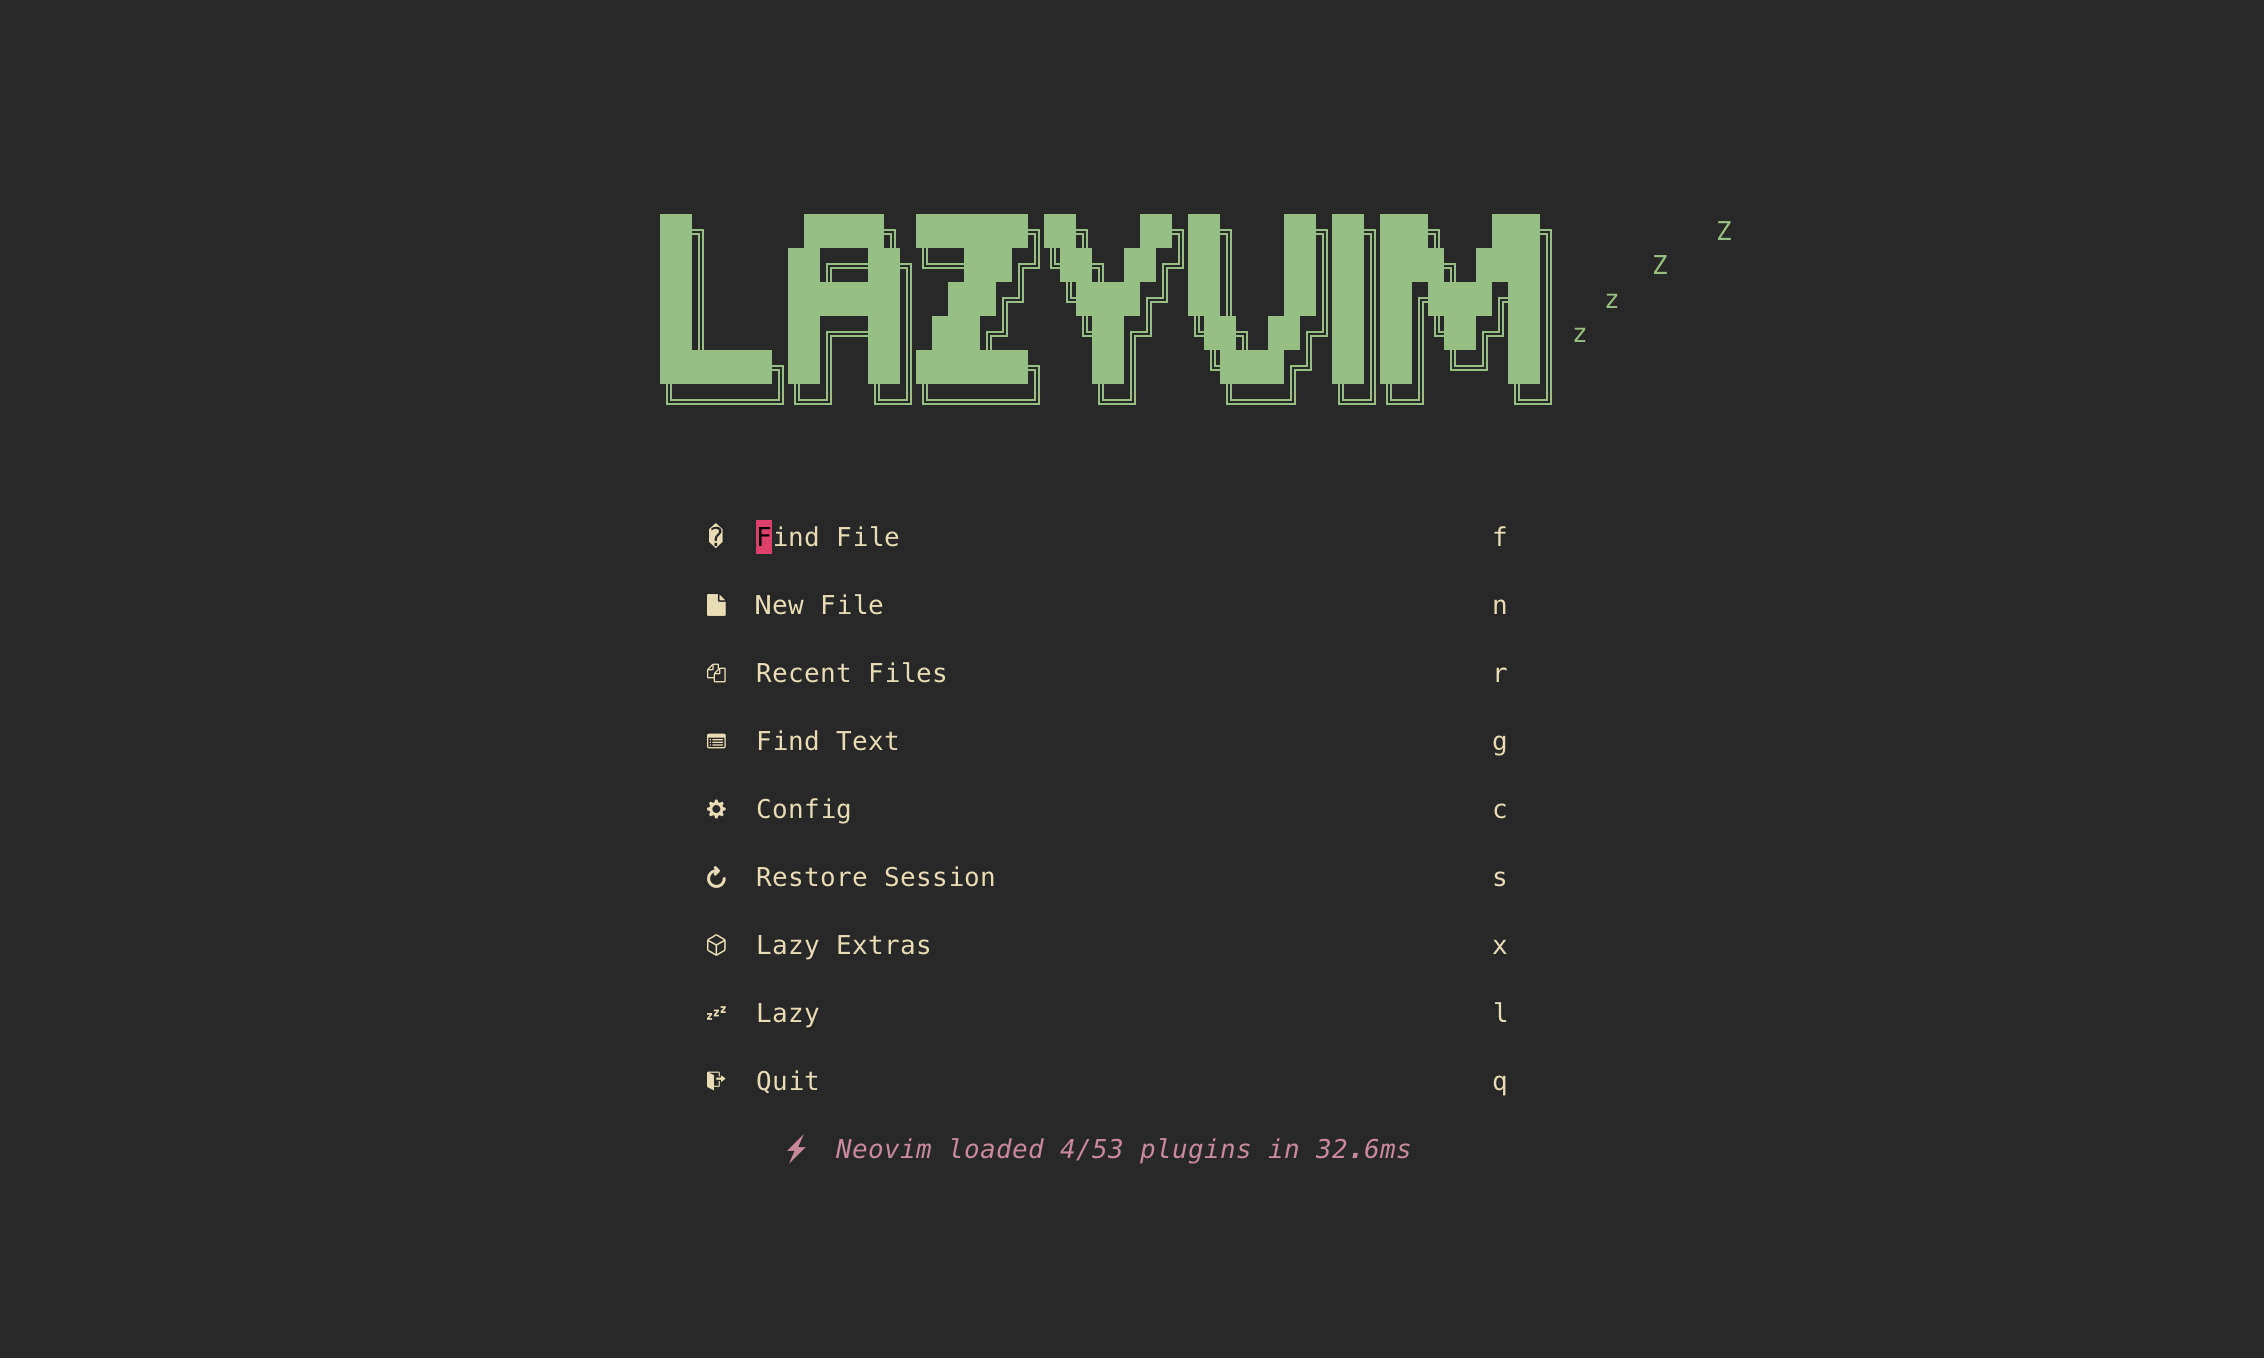 LAZYVIM
Z
Z
z
z
Find File f
New File n
Recent Files r
Find Text g
Config c
Restore Session s
Lazy Extras x
zzz Lazy l
Quit q
Neovim loaded 4/53 plugins in 32.6ms